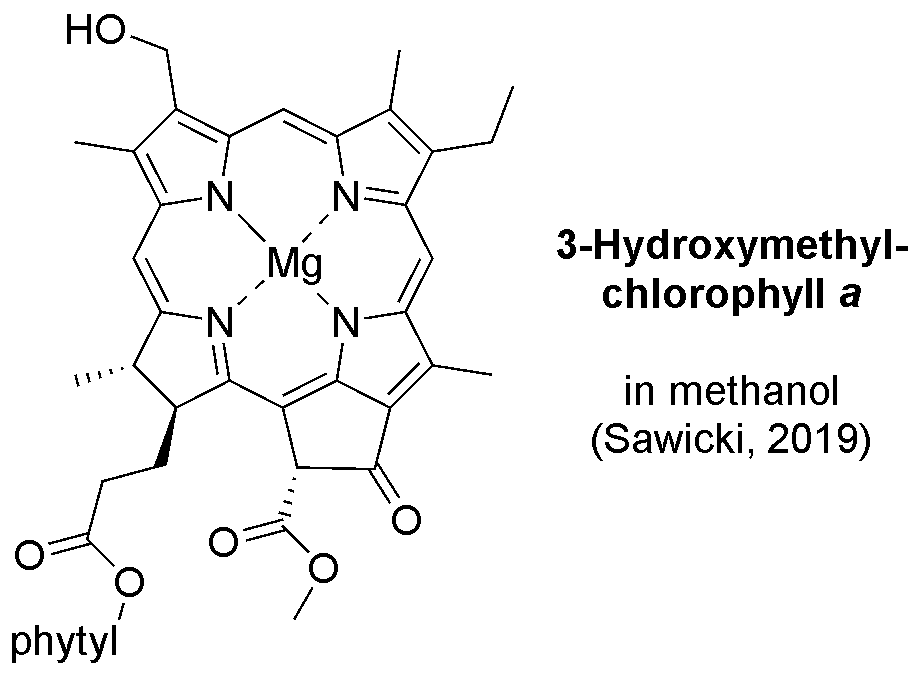 HO
N
N
Mg
N
N
3-Hydroxymethyl-
chlorophyll a
in methanol
(Sawicki, 2019)
O
O
O
O
O
phytyl